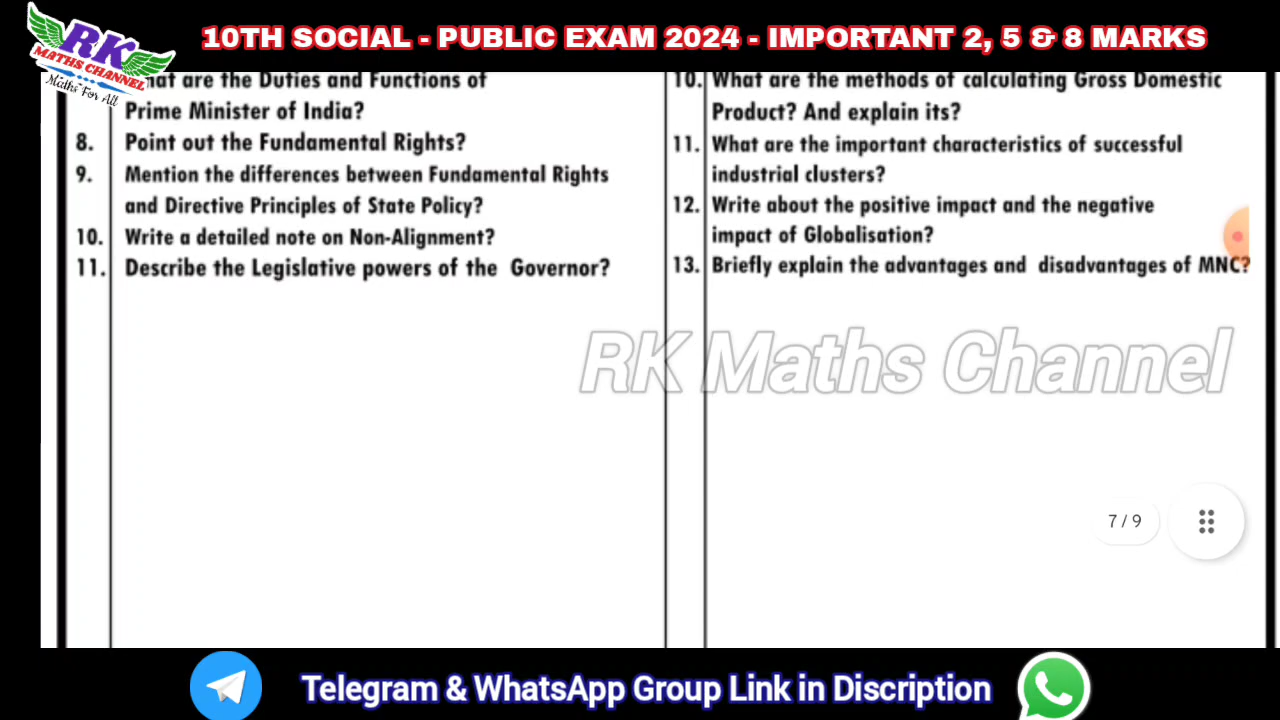 RK
MATHS CHANNEL
"Maths" For All
10TH SOCIAL - PUBLIC EXAM 2024 - IMPORTANT 2, 5 & 8 MARKS
are the Duties and Functions of
Prime Minister of India?
8. Point out the Fundamental Rights?
9. Mention the differences between Fundamental Rights
and Directive Principles of State Policy?
10. Write a detailed note on Non-Alignment?
11. Describe the Legislative powers of the Governor?
10. What are the methods of calculating Gross Domestic
Product? And explain its?
11. What are the important characteristics of successful
industrial clusters?
12. Write about the positive impact and the negative
impact of Globalisation?
13. Briefly explain the advantages and disadvantages of MNC?
RK Maths Channel
7 / 9
Telegram & WhatsApp Group Link in Discription